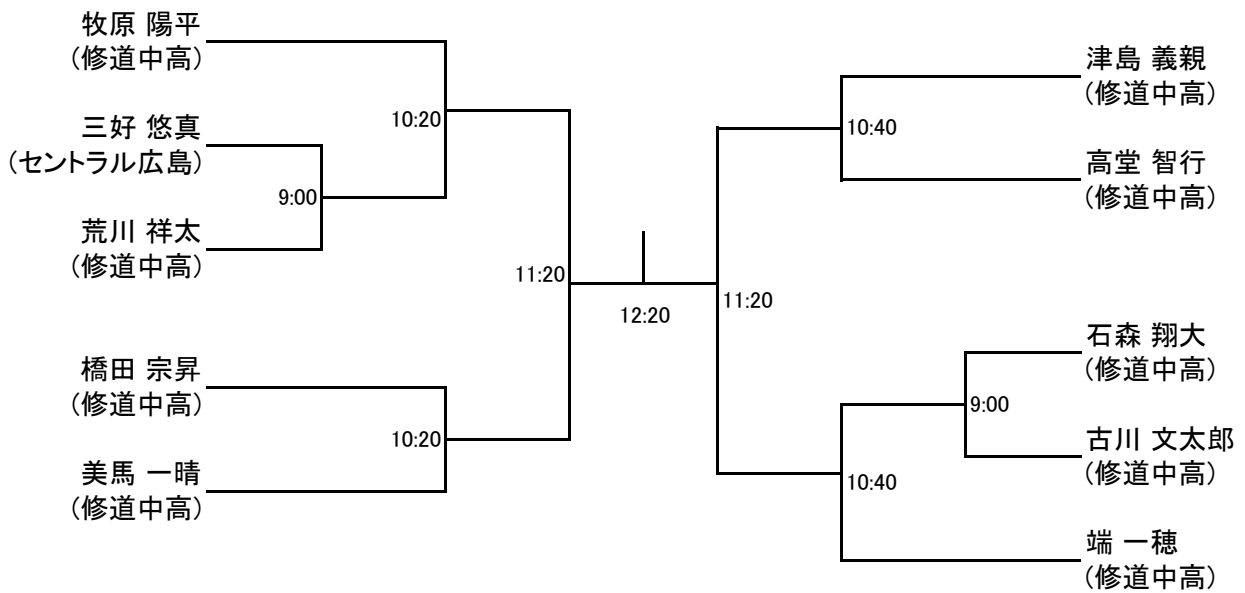 牧原 陽平
(修道中高)
三好 悠真
(セントラル広島)
荒川 祥太
(修道中高)
橋田 宗昇
(修道中高)
美馬 一晴
(修道中高)
10:20
9:00
11:20
10:20
12:20
津島 義親
(修道中高)
10:40
高堂 智行
(修道中高)
11:20
石森 翔大
(修道中高)
9:00
古川 文太郎
(修道中高)
10:40
端 一穂
(修道中高)